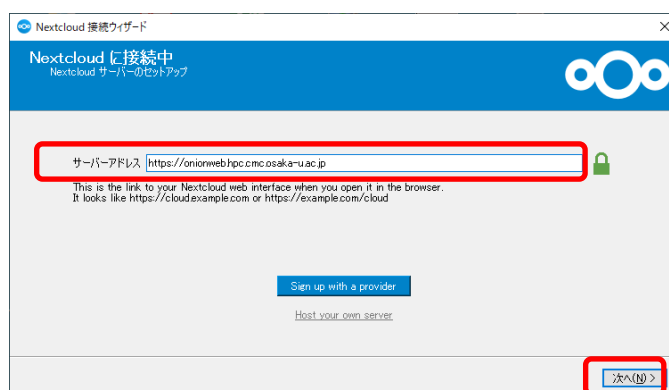 Nextcloud 接続ウィザード
Nextcloud に接続中
Nextcloud サーバーのセットアップ
サーバーアドレス https://onionweb.hpc.cmc.osaka-u.ac.jp
This is the link to your Nextcloud web interface when you open it in the browser.
It looks like https://cloud.example.com or https://example.com/cloud
Sign up with a provider
Host your own server
次へ(N) >